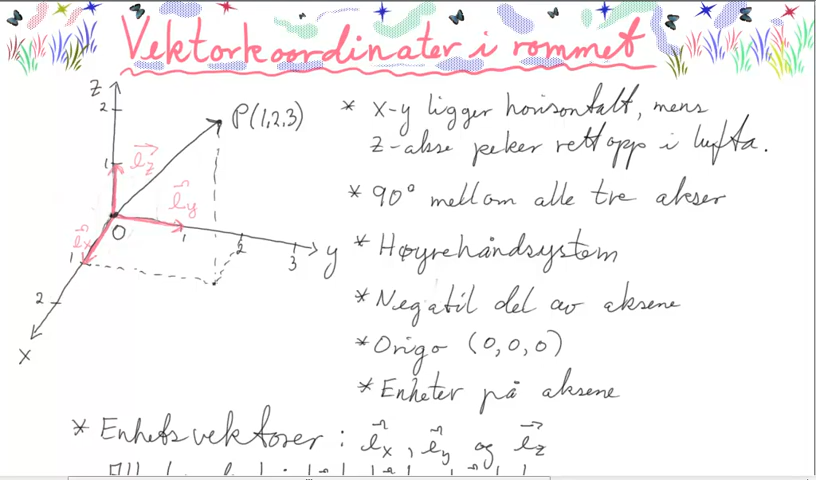 Vektorkoordinater i rommet
z
2
P(1,2,3)
1
e_z
e_y
e_x
O
1
2
3
y
1
2
x
* x-y ligger horisontalt, mens
z-akse peker rett opp i lufta.
* 90° mellom alle tre akser
* Høyrehåndsystem
* Negatil del av aksene
* Origo (0,0,0)
* Enheter på aksene
* Enhetsvektorer : e_x, e_y og e_z